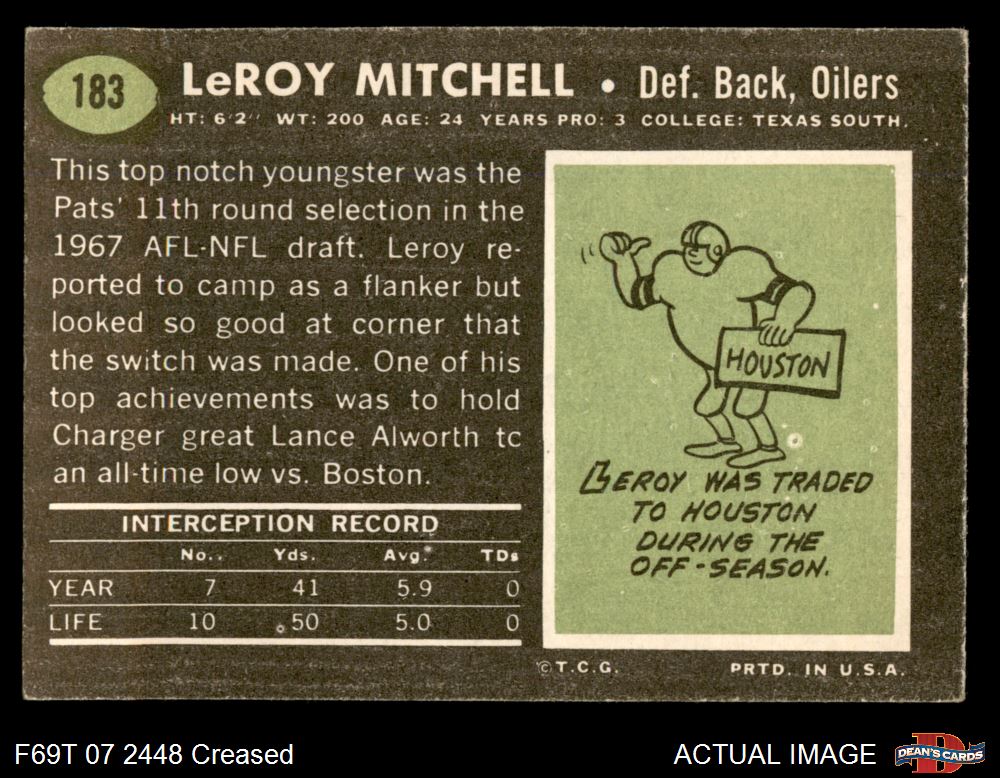 183
LeROY MITCHELL • Def. Back, Oilers
HT: 6'2" WT: 200 AGE: 24 YEARS PRO: 3 COLLEGE: TEXAS SOUTH.
This top notch youngster was the
Pats' 11th round selection in the
1967 AFL-NFL draft. Leroy re-
ported to camp as a flanker but
looked so good at corner that
the switch was made. One of his
top achievements was to hold
Charger great Lance Alworth to
an all-time low vs. Boston.
INTERCEPTION RECORD
No. Yds. Avg. TDs
YEAR 7 41 5.9 0
LIFE 10 50 5.0 0
HOUSTON
LEROY WAS TRADED
TO HOUSTON
DURING THE
OFF-SEASON.
©T.C.G. PRTD. IN U.S.A.
F69T 07 2448 Creased ACTUAL IMAGE DEAN'S CARDS